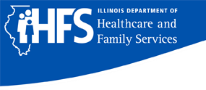 HFS
ILLINOIS DEPARTMENT OF
Healthcare and
Family Services